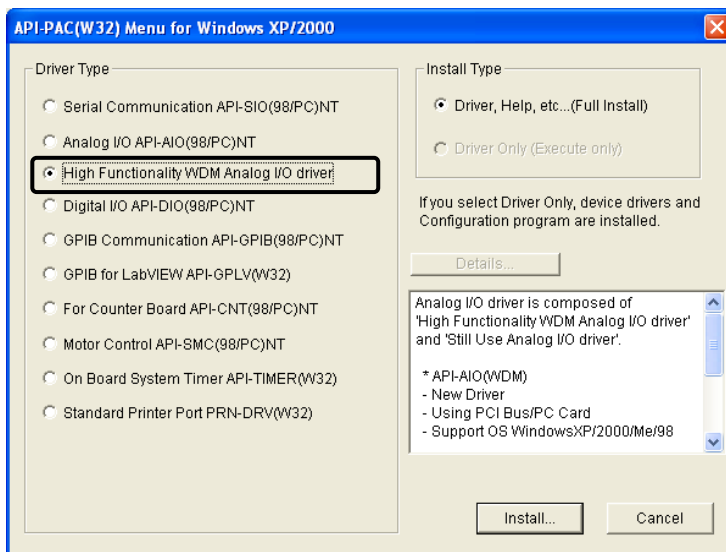 API-PAC(W32) Menu for Windows XP/2000
Driver Type
Serial Communication API-SIO(98/PC)NT
Analog I/O API-AIO(98/PC)NT
High Functionality WDM Analog I/O driver
Digital I/O API-DIO(98/PC)NT
GPIB Communication API-GPIB(98/PC)NT
GPIB for LabVIEW API-GPLV(W32)
For Counter Board API-CNT(98/PC)NT
Motor Control API-SMC(98/PC)NT
On Board System Timer API-TIMER(W32)
Standard Printer Port PRN-DRV(W32)
Install Type
Driver, Help, etc...(Full Install)
Driver Only (Execute only)
If you select Driver Only, device drivers and
Configuration program are installed.
Details...
Analog I/O driver is composed of
'High Functionality WDM Analog I/O driver'
and 'Still Use Analog I/O driver'.
* API-AIO(WDM)
- New Driver
- Using PCI Bus/PC Card
- Support OS WindowsXP/2000/Me/98
Install...
Cancel